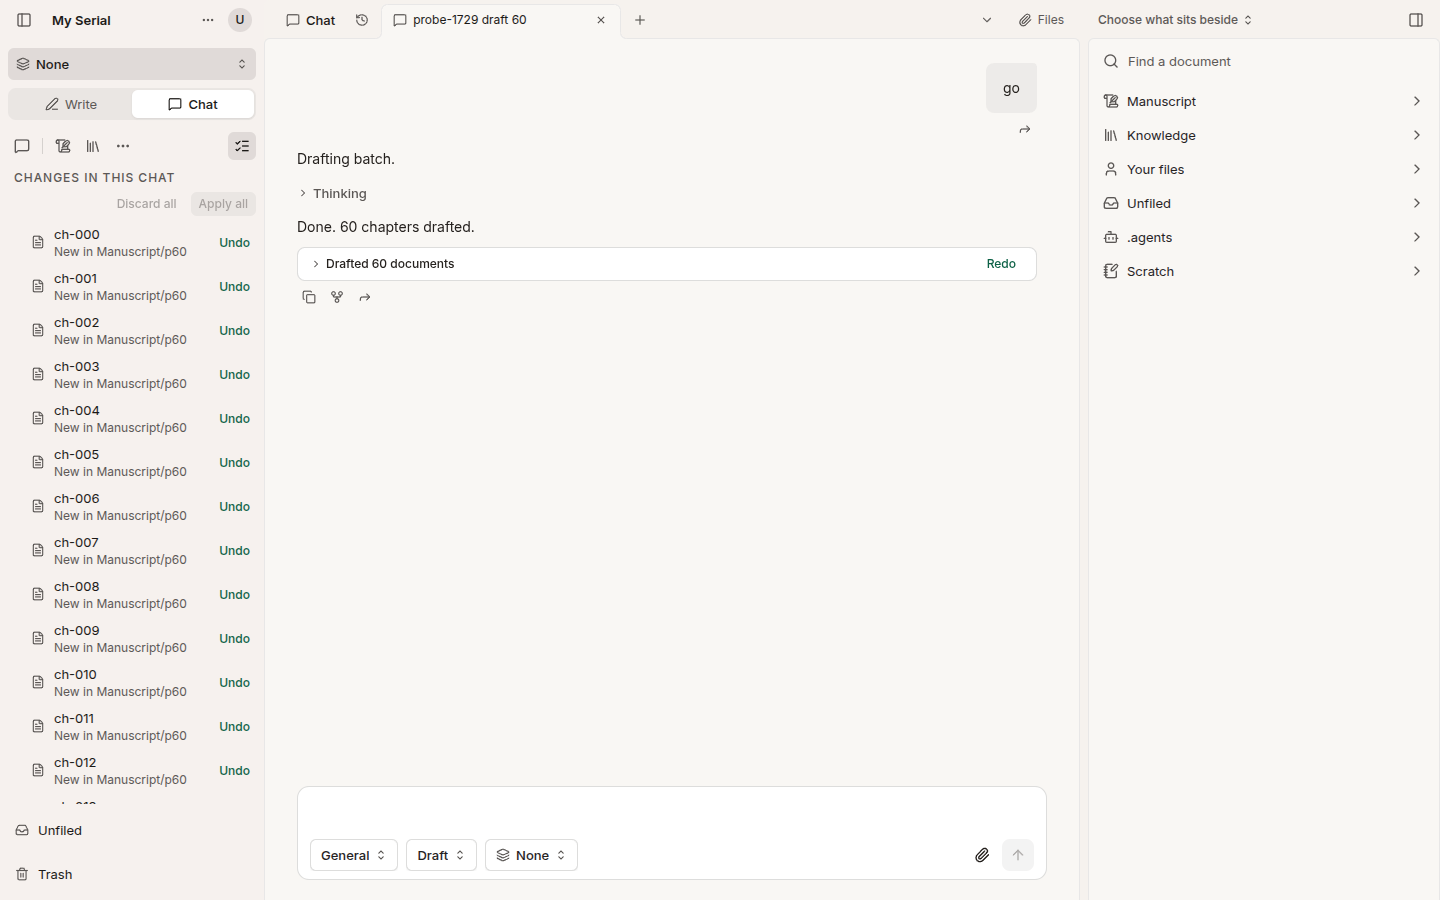 My Serial
U
None
Write
Chat
CHANGES IN THIS CHAT
Discard all
Apply all
ch-000
New in Manuscript/p60
Undo
ch-001
New in Manuscript/p60
Undo
ch-002
New in Manuscript/p60
Undo
ch-003
New in Manuscript/p60
Undo
ch-004
New in Manuscript/p60
Undo
ch-005
New in Manuscript/p60
Undo
ch-006
New in Manuscript/p60
Undo
ch-007
New in Manuscript/p60
Undo
ch-008
New in Manuscript/p60
Undo
ch-009
New in Manuscript/p60
Undo
ch-010
New in Manuscript/p60
Undo
ch-011
New in Manuscript/p60
Undo
ch-012
New in Manuscript/p60
Undo
Unfiled
Trash
Chat
probe-1729 draft 60
Files
go
Drafting batch.
Thinking
Done. 60 chapters drafted.
Drafted 60 documents
Redo
General
Draft
None
Choose what sits beside
Find a document
Manuscript
Knowledge
Your files
Unfiled
.agents
Scratch